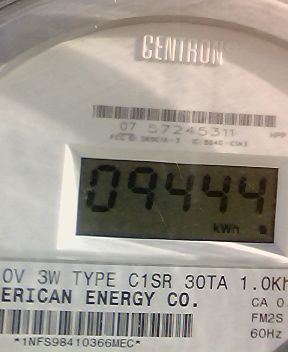 CENTRON
07 57245311
09444
kWh
0V 3W TYPE C1SR 30TA 1.0Kh
ERICAN ENERGY CO.
CA 0.
FM2S
60Hz
*1NFS98410366MEC*